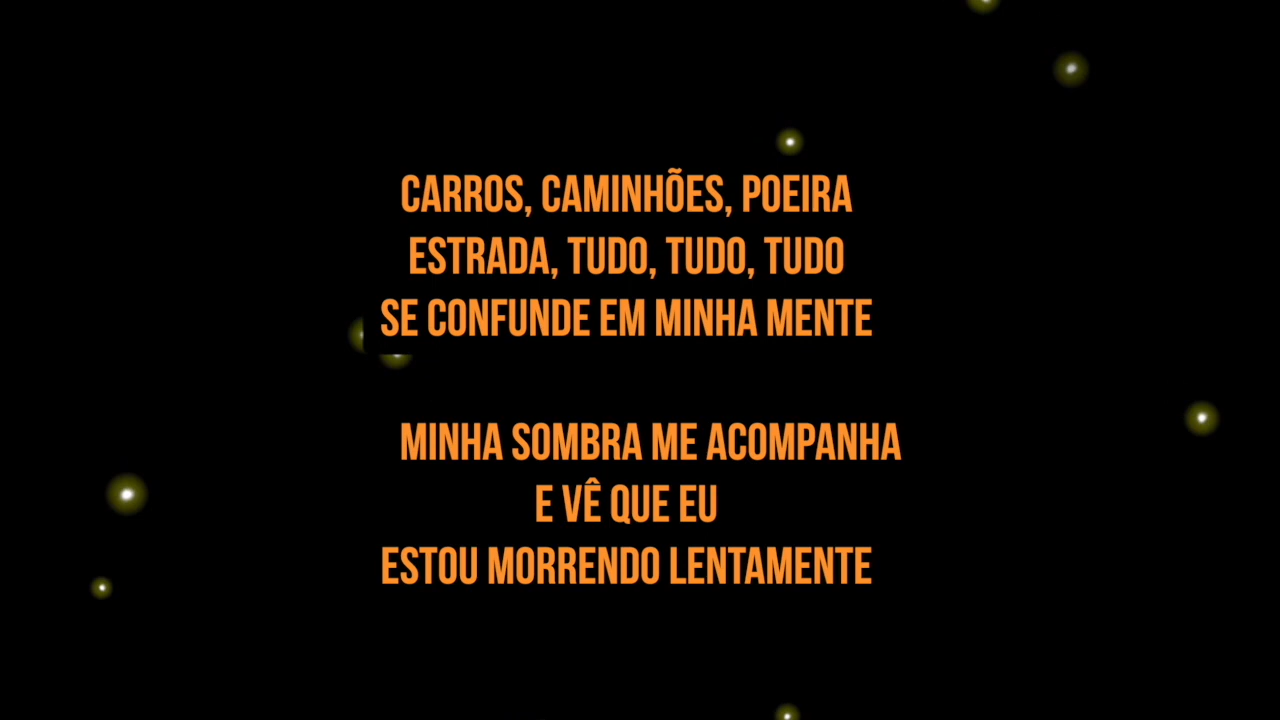 CARROS, CAMINHÕES, POEIRA
ESTRADA, TUDO, TUDO, TUDO
SE CONFUNDE EM MINHA MENTE
MINHA SOMBRA ME ACOMPANHA
E VÊ QUE EU
ESTOU MORRENDO LENTAMENTE